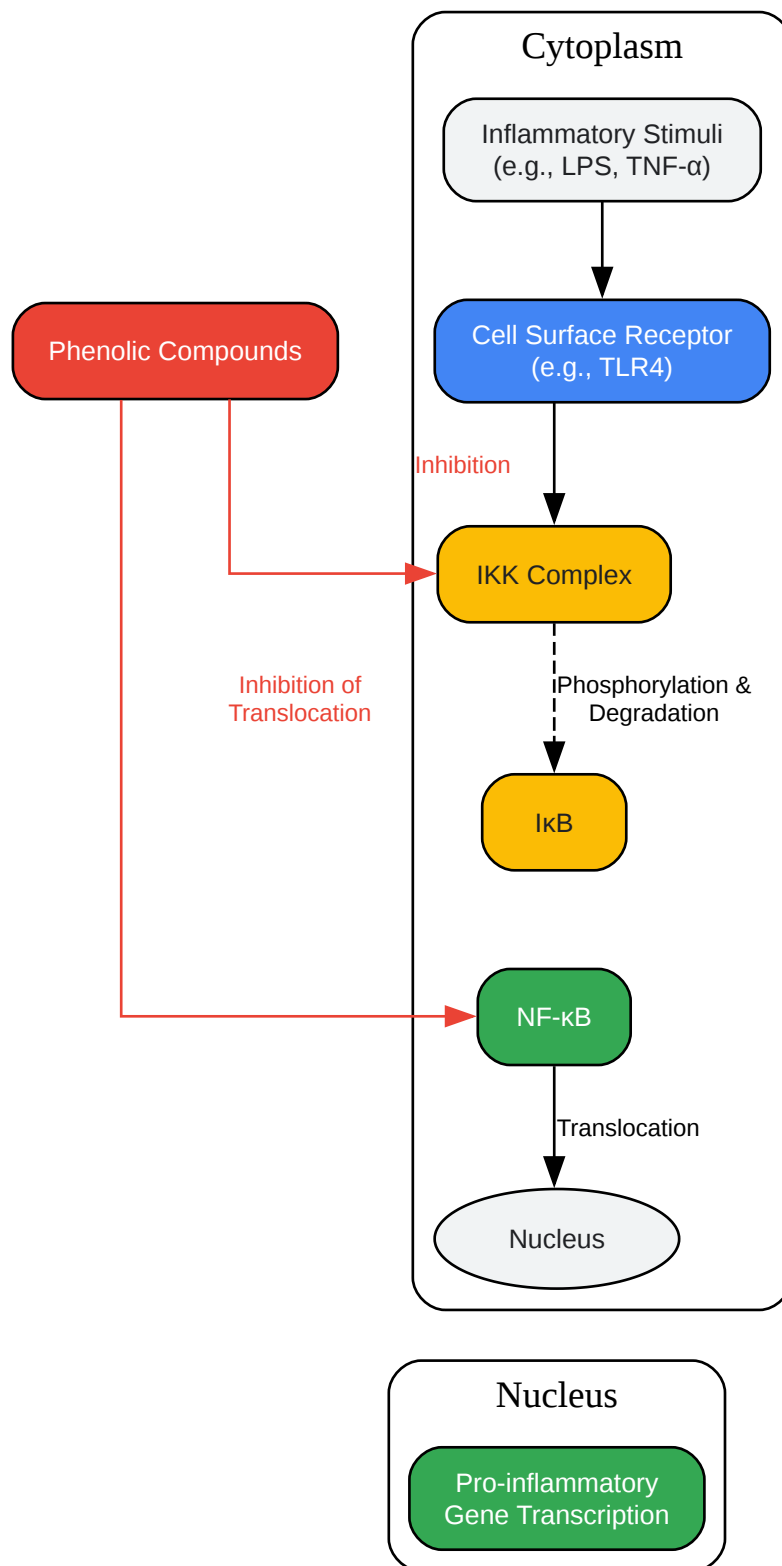 Cytoplasm
Inflammatory Stimuli
(e.g., LPS, TNF-α)
Phenolic Compounds
Cell Surface Receptor
(e.g., TLR4)
Inhibition
IKK Complex
Inhibition of
Translocation
Phosphorylation &
Degradation
IκB
NF-κB
Translocation
Nucleus
Nucleus
Pro-inflammatory
Gene Transcription